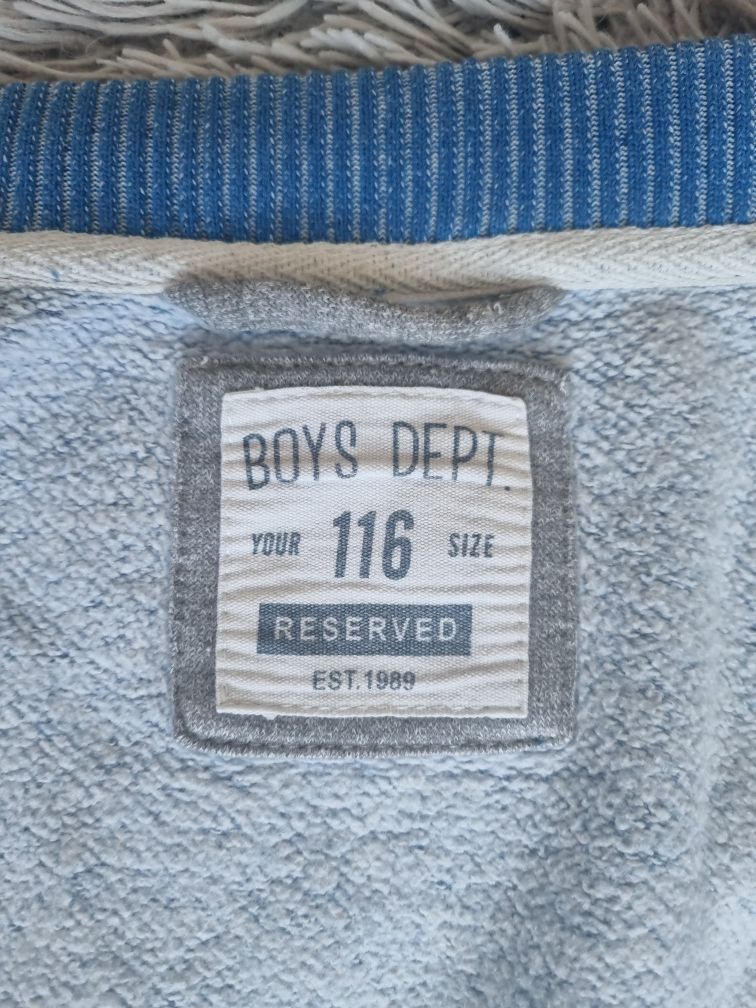 BOYS DEPT.
YOUR 116 SIZE
RESERVED
EST.1989